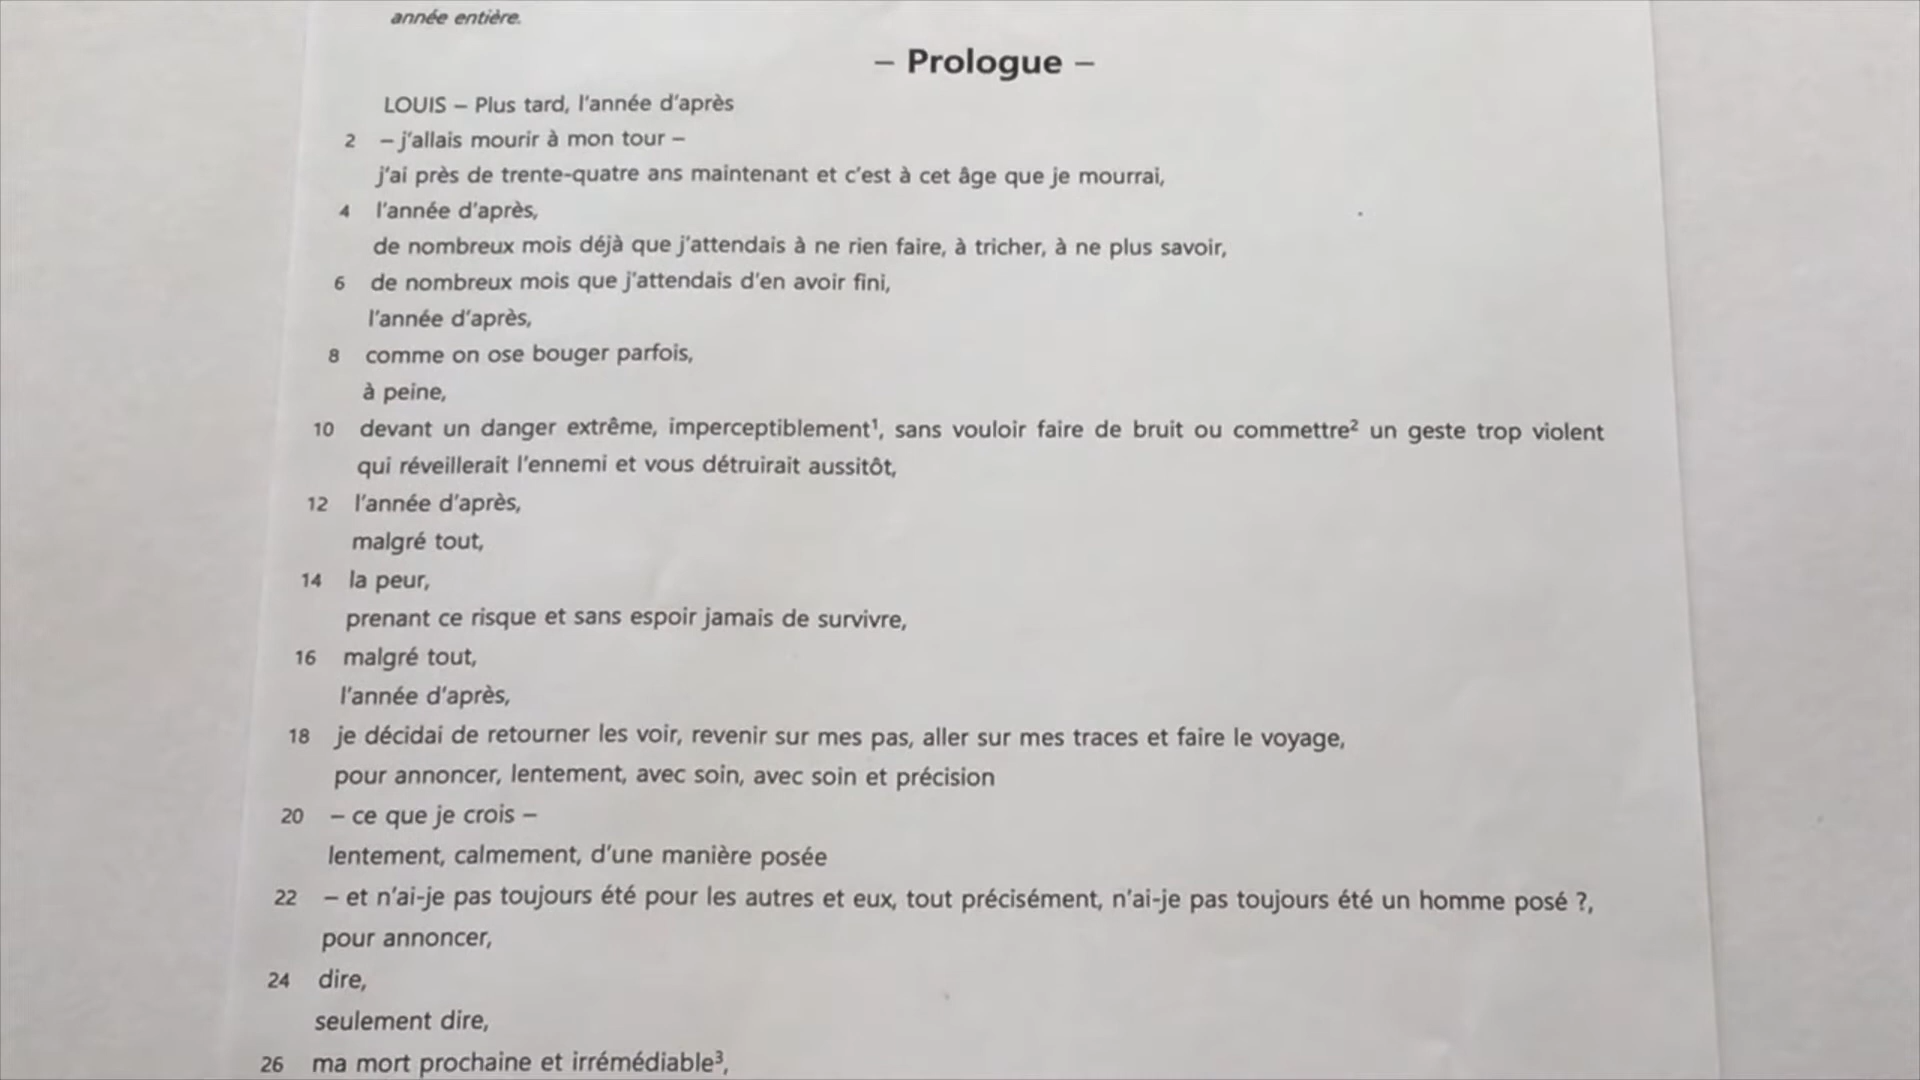 année entière.
– Prologue –
LOUIS – Plus tard, l'année d'après
2 – j'allais mourir à mon tour –
j'ai près de trente-quatre ans maintenant et c'est à cet âge que je mourrai,
4 l'année d'après,
de nombreux mois déjà que j'attendais à ne rien faire, à tricher, à ne plus savoir,
6 de nombreux mois que j'attendais d'en avoir fini,
l'année d'après,
8 comme on ose bouger parfois,
à peine,
10 devant un danger extrême, imperceptiblement¹, sans vouloir faire de bruit ou commettre² un geste trop violent
qui réveillerait l'ennemi et vous détruirait aussitôt,
12 l'année d'après,
malgré tout,
14 la peur,
prenant ce risque et sans espoir jamais de survivre,
16 malgré tout,
l'année d'après,
18 je décidai de retourner les voir, revenir sur mes pas, aller sur mes traces et faire le voyage,
pour annoncer, lentement, avec soin, avec soin et précision
20 – ce que je crois –
lentement, calmement, d'une manière posée
22 – et n'ai-je pas toujours été pour les autres et eux, tout précisément, n'ai-je pas toujours été un homme posé ?,
pour annoncer,
24 dire,
seulement dire,
26 ma mort prochaine et irrémédiable³,